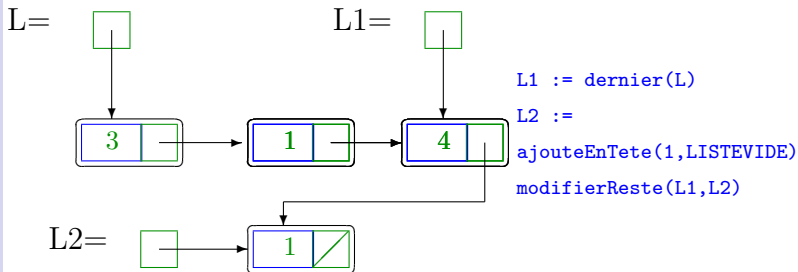 L=
L1=
L1 := dernier(L)
L2 :=
ajouteEnTete(1,LISTEVIDE)
modifierReste(L1,L2)
3
1
4
L2=
1